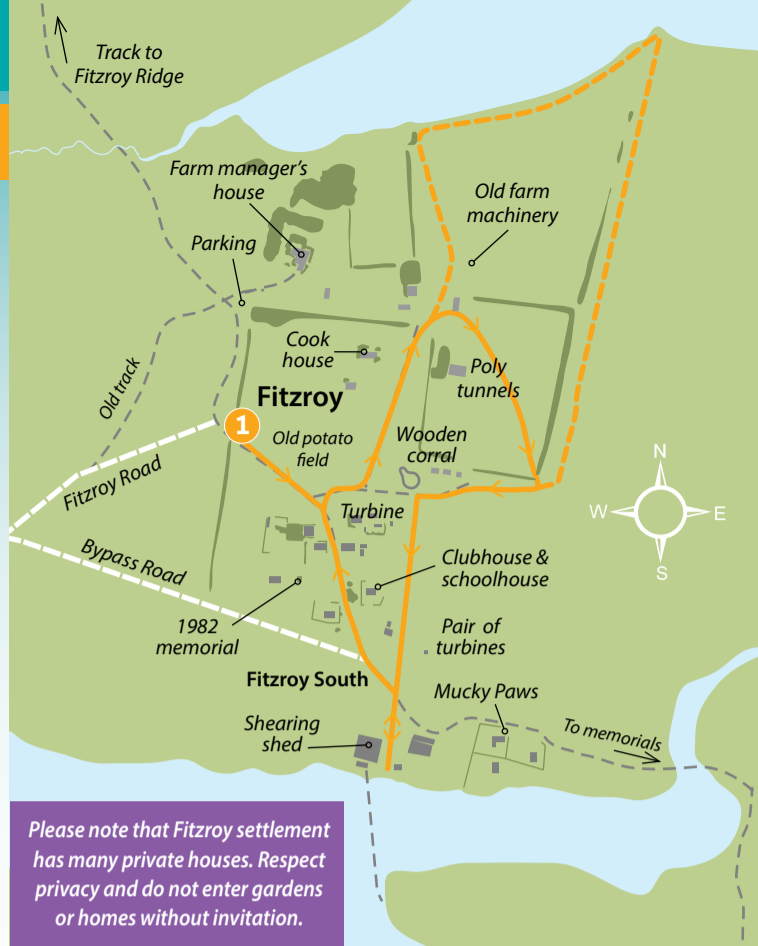 Track to
Fitzroy Ridge
Farm manager's
house
Old farm
machinery
Parking
Cook
house
Poly
tunnels
Old track
Fitzroy
1
Old potato
field
Wooden
corral
Fitzroy Road
N
W
E
S
Turbine
Bypass Road
Clubhouse &
schoolhouse
1982
memorial
Pair of
turbines
Fitzroy South
Mucky Paws
Shearing
shed
To memorials
Please note that Fitzroy settlement
has many private houses. Respect
privacy and do not enter gardens
or homes without invitation.